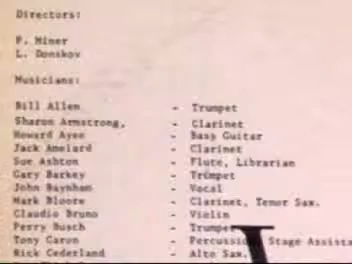 Directors:
P. Miner
L. Donskov
Musicians:
Bill Allen - Trumpet
Sharon Armstrong, - Clarinet
Howard Ayee - Bass Guitar
Jack Amelard - Clarinet
Sue Ashton - Flute, Librarian
Gary Barkey - Trumpet
John Baynham - Vocal
Mark Bloore - Clarinet, Tenor Sax.
Claudio Bruno - Violin
Perry Busch - Trumpet
Tony Caron - Percussion, Stage Assista
Rick Cederland - Alto Sax.